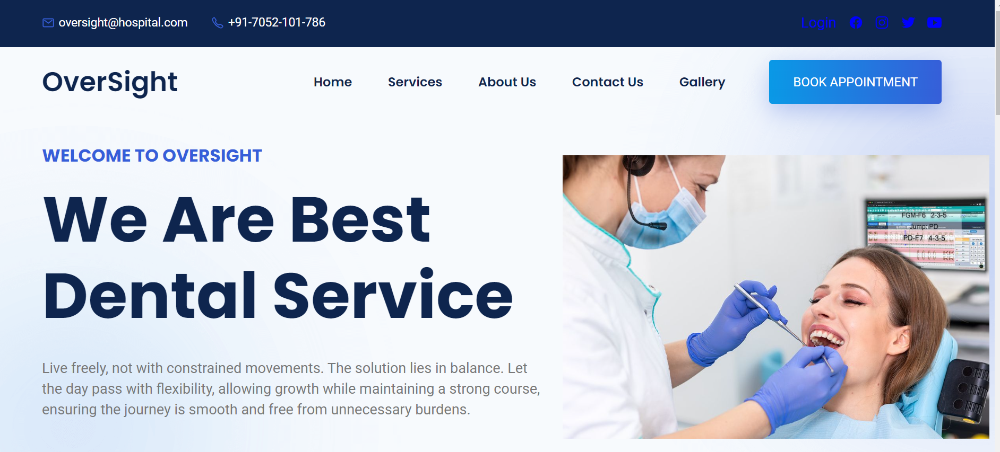 oversight@hospital.com
+91-7052-101-786
Login
OverSight
Home
Services
About Us
Contact Us
Gallery
BOOK APPOINTMENT
WELCOME TO OVERSIGHT
We Are Best
Dental Service
Live freely, not with constrained movements. The solution lies in balance. Let
the day pass with flexibility, allowing growth while maintaining a strong course,
ensuring the journey is smooth and free from unnecessary burdens.
FGM-F6 2-3-5
Jump: PD
PD-F7 4-3-5